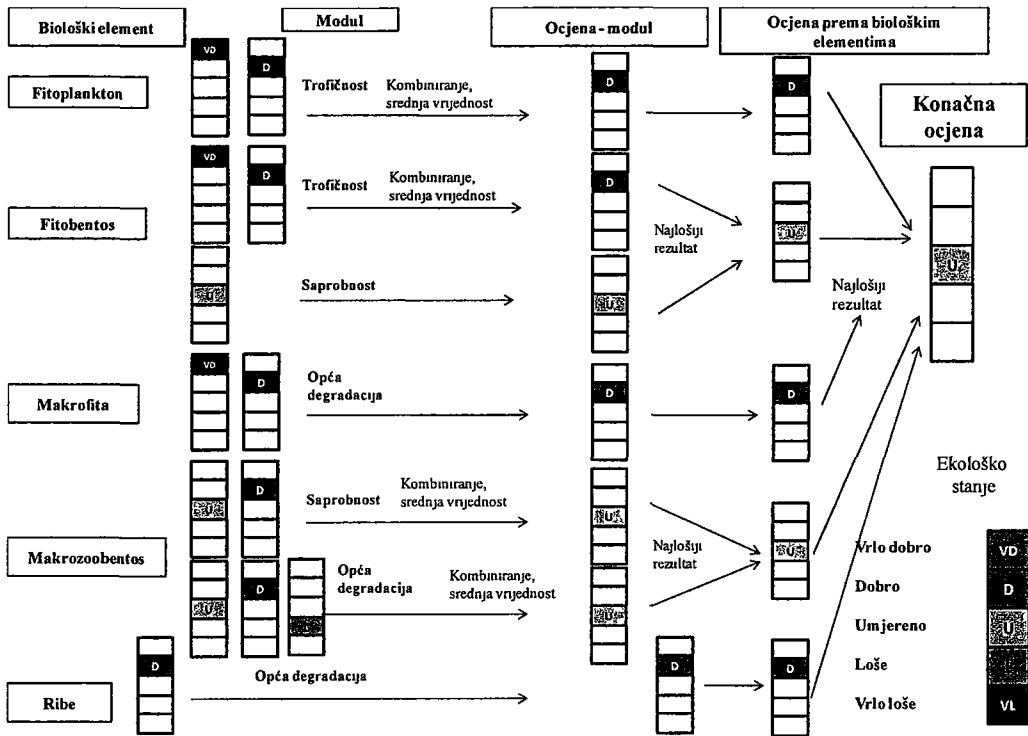 Biološki element
Modul
Ocjena - modul
Ocjena prema biološkim
elementima
Konačna
ocjena
Fitoplankton
VD
D
Trofičnost
Kombiniranje,
srednja vrijednost
D
D
Fitobentos
VD
D
Trofičnost
Kombiniranje,
srednja vrijednost
D
Najlošiji
rezultat
U
U
U
Saprobnost
U
Najlošiji
rezultat
Makrofita
VD
D
Opća
degradacija
D
D
Makrozoobentos
U
D
Saprobnost
Kombiniranje,
srednja vrijednost
U
Najlošiji
rezultat
U
U
D
Opća
degradacija
Kombiniranje,
srednja vrijednost
U
Ribe
D
Opća degradacija
D
D
Ekološko
stanje
Vrlo dobro
VD
Dobro
D
Umjereno
U
Loše
Vrlo loše
VL